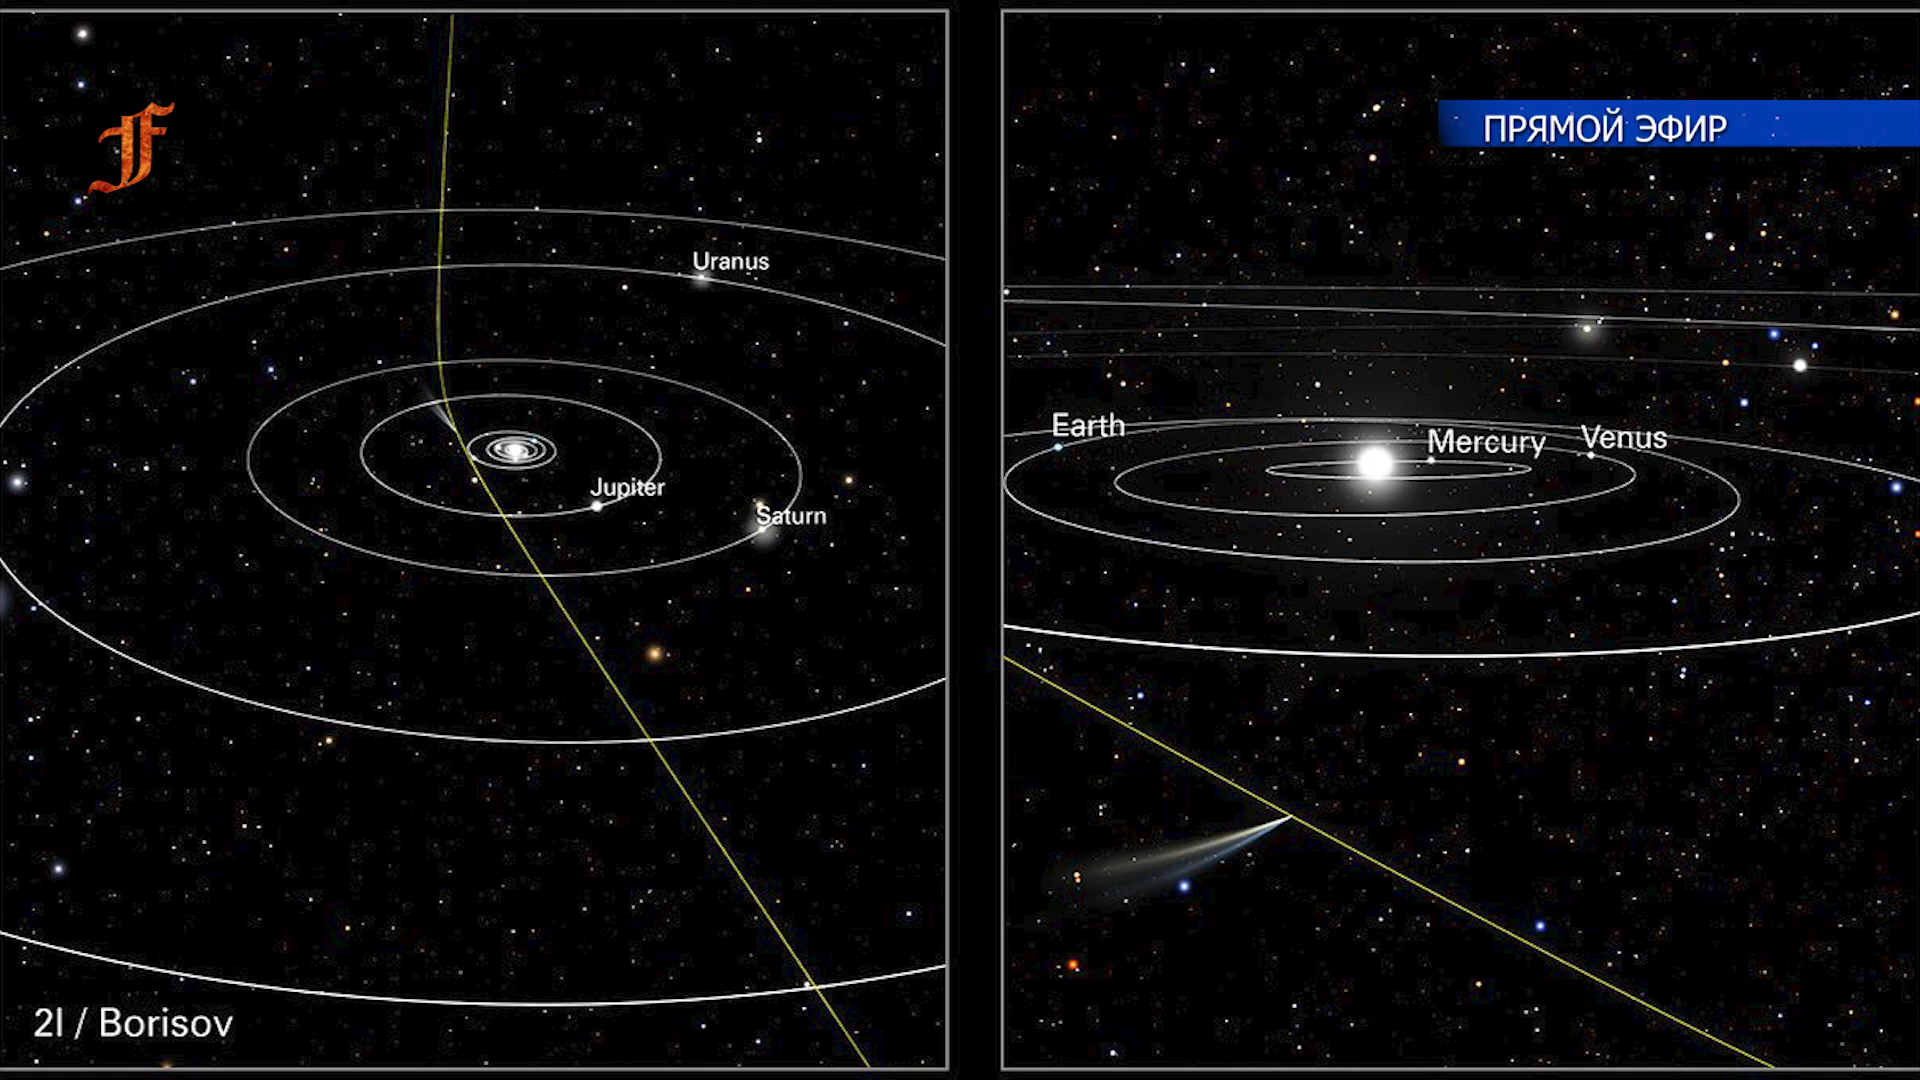 F
ПРЯМОЙ ЭФИР
Uranus
Jupiter
Saturn
Earth
Mercury
Venus
2I / Borisov